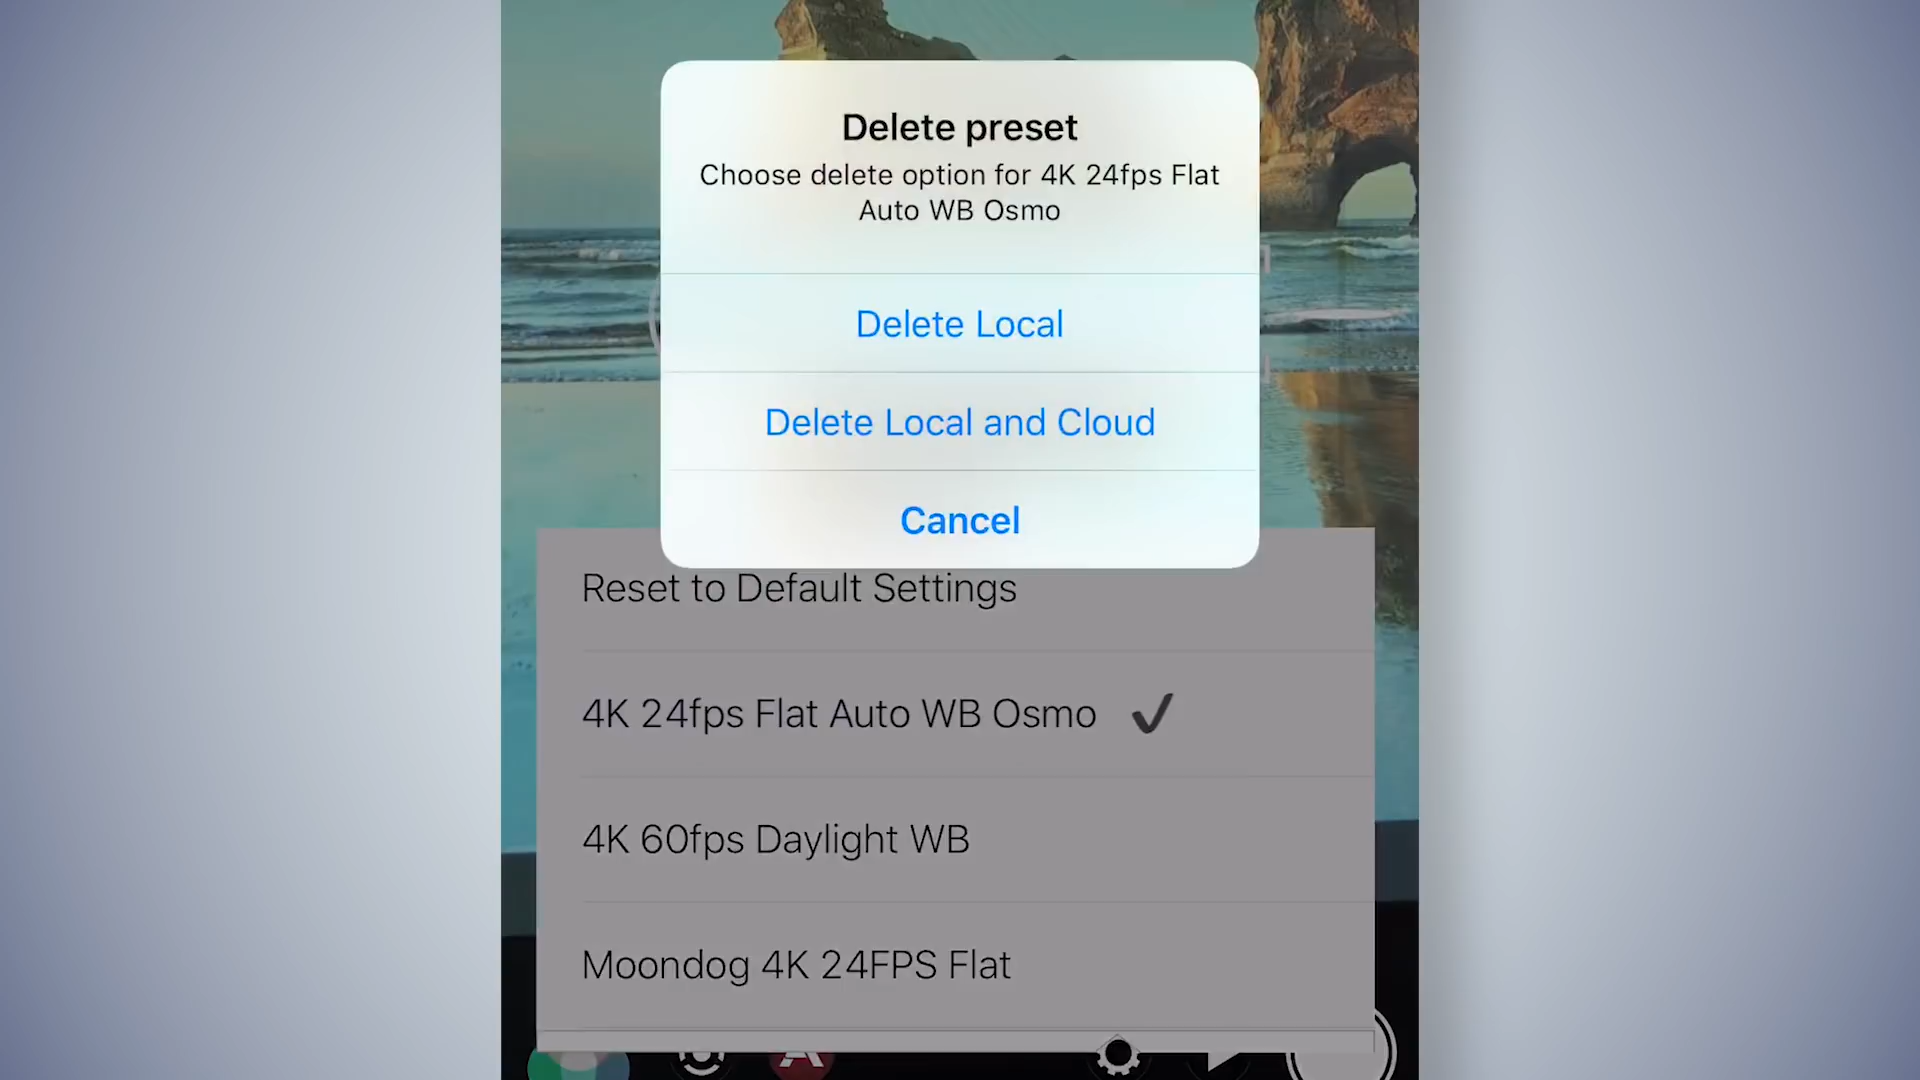 Delete preset
Choose delete option for 4K 24fps Flat
Auto WB Osmo
Delete Local
Delete Local and Cloud
Cancel
Reset to Default Settings
4K 24fps Flat Auto WB Osmo
4K 60fps Daylight WB
Moondog 4K 24FPS Flat